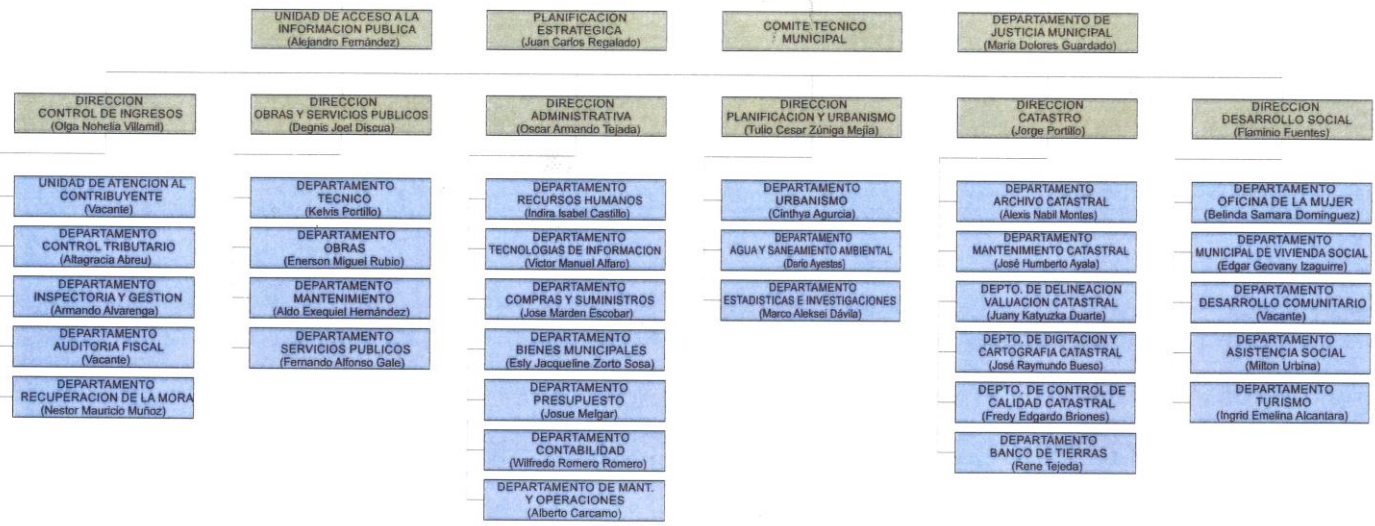 UNIDAD DE ACCESO A LA
INFORMACION PUBLICA
(Alejandro Fernández)
PLANIFICACION
ESTRATEGICA
(Juan Carlos Regalado)
COMITE TECNICO
MUNICIPAL
DEPARTAMENTO DE
JUSTICIA MUNICIPAL
(María Dolores Guardado)
DIRECCION
CONTROL DE INGRESOS
(Olga Nohelia Villamil)
UNIDAD DE ATENCION AL
CONTRIBUYENTE
(Vacante)
DEPARTAMENTO
CONTROL TRIBUTARIO
(Altagracia Abreu)
DEPARTAMENTO
INSPECTORIA Y GESTION
(Armando Alvarenga)
DEPARTAMENTO
AUDITORIA FISCAL
(Vacante)
DEPARTAMENTO
RECUPERACION DE LA MORA
(Nestor Mauricio Muñoz)
DIRECCION
OBRAS Y SERVICIOS PUBLICOS
(Degnis Joel Discua)
DEPARTAMENTO
TECNICO
(Kelvis Portillo)
DEPARTAMENTO
OBRAS
(Enerson Miguel Rubio)
DEPARTAMENTO
MANTENIMIENTO
(Aldo Exequiel Hernández)
DEPARTAMENTO
SERVICIOS PUBLICOS
(Fernando Alfonso Gale)
DIRECCION
ADMINISTRATIVA
(Oscar Armando Tejada)
DEPARTAMENTO
RECURSOS HUMANOS
(Indira Isabel Castillo)
DEPARTAMENTO
TECNOLOGIAS DE INFORMACION
(Victor Manuel Alfaro)
DEPARTAMENTO
COMPRAS Y SUMINISTROS
(Jose Marden Escobar)
DEPARTAMENTO
BIENES MUNICIPALES
(Esly Jacqueline Zorto Sosa)
DEPARTAMENTO
PRESUPUESTO
(Josue Melgar)
DEPARTAMENTO
CONTABILIDAD
(Wilfredo Romero Romero)
DEPARTAMENTO DE MANT.
Y OPERACIONES
(Alberto Carcamo)
DIRECCION
PLANIFICACION Y URBANISMO
(Tulio Cesar Zúniga Mejía)
DEPARTAMENTO
URBANISMO
(Cinthya Agurcia)
DEPARTAMENTO
AGUA Y SANEAMIENTO AMBIENTAL
(Dario Ayestas)
DEPARTAMENTO
ESTADISTICAS E INVESTIGACIONES
(Marco Aleksei Dávila)
DIRECCION
CATASTRO
(Jorge Portillo)
DEPARTAMENTO
ARCHIVO CATASTRAL
(Alexis Nabil Montes)
DEPARTAMENTO
MANTENIMIENTO CATASTRAL
(José Humberto Ayala)
DEPTO. DE DELINEACION
VALUACION CATASTRAL
(Juany Katyuzka Duarte)
DEPTO. DE DIGITACION Y
CARTOGRAFIA CATASTRAL
(José Raymundo Bueso)
DEPTO. DE CONTROL DE
CALIDAD CATASTRAL
(Fredy Edgardo Briones)
DEPARTAMENTO
BANCO DE TIERRAS
(Rene Tejeda)
DIRECCION
DESARROLLO SOCIAL
(Flaminio Fuentes)
DEPARTAMENTO
OFICINA DE LA MUJER
(Belinda Samara Dominguez)
DEPARTAMENTO
MUNICIPAL DE VIVIENDA SOCIAL
(Edgar Geovany Izaguirre)
DEPARTAMENTO
DESARROLLO COMUNITARIO
(Vacante)
DEPARTAMENTO
ASISTENCIA SOCIAL
(Milton Urbina)
DEPARTAMENTO
TURISMO
(Ingrid Emelina Alcantara)